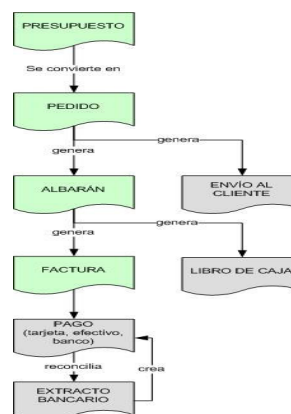 PRESUPUESTO
Se convierte en
PEDIDO
genera
genera
ALBARÁN
ENVÍO AL
CLIENTE
genera
genera
FACTURA
LIBRO DE CAJA
PAGO
(tarjeta, efectivo,
banco)
reconcilia
crea
EXTRACTO
BANCARIO